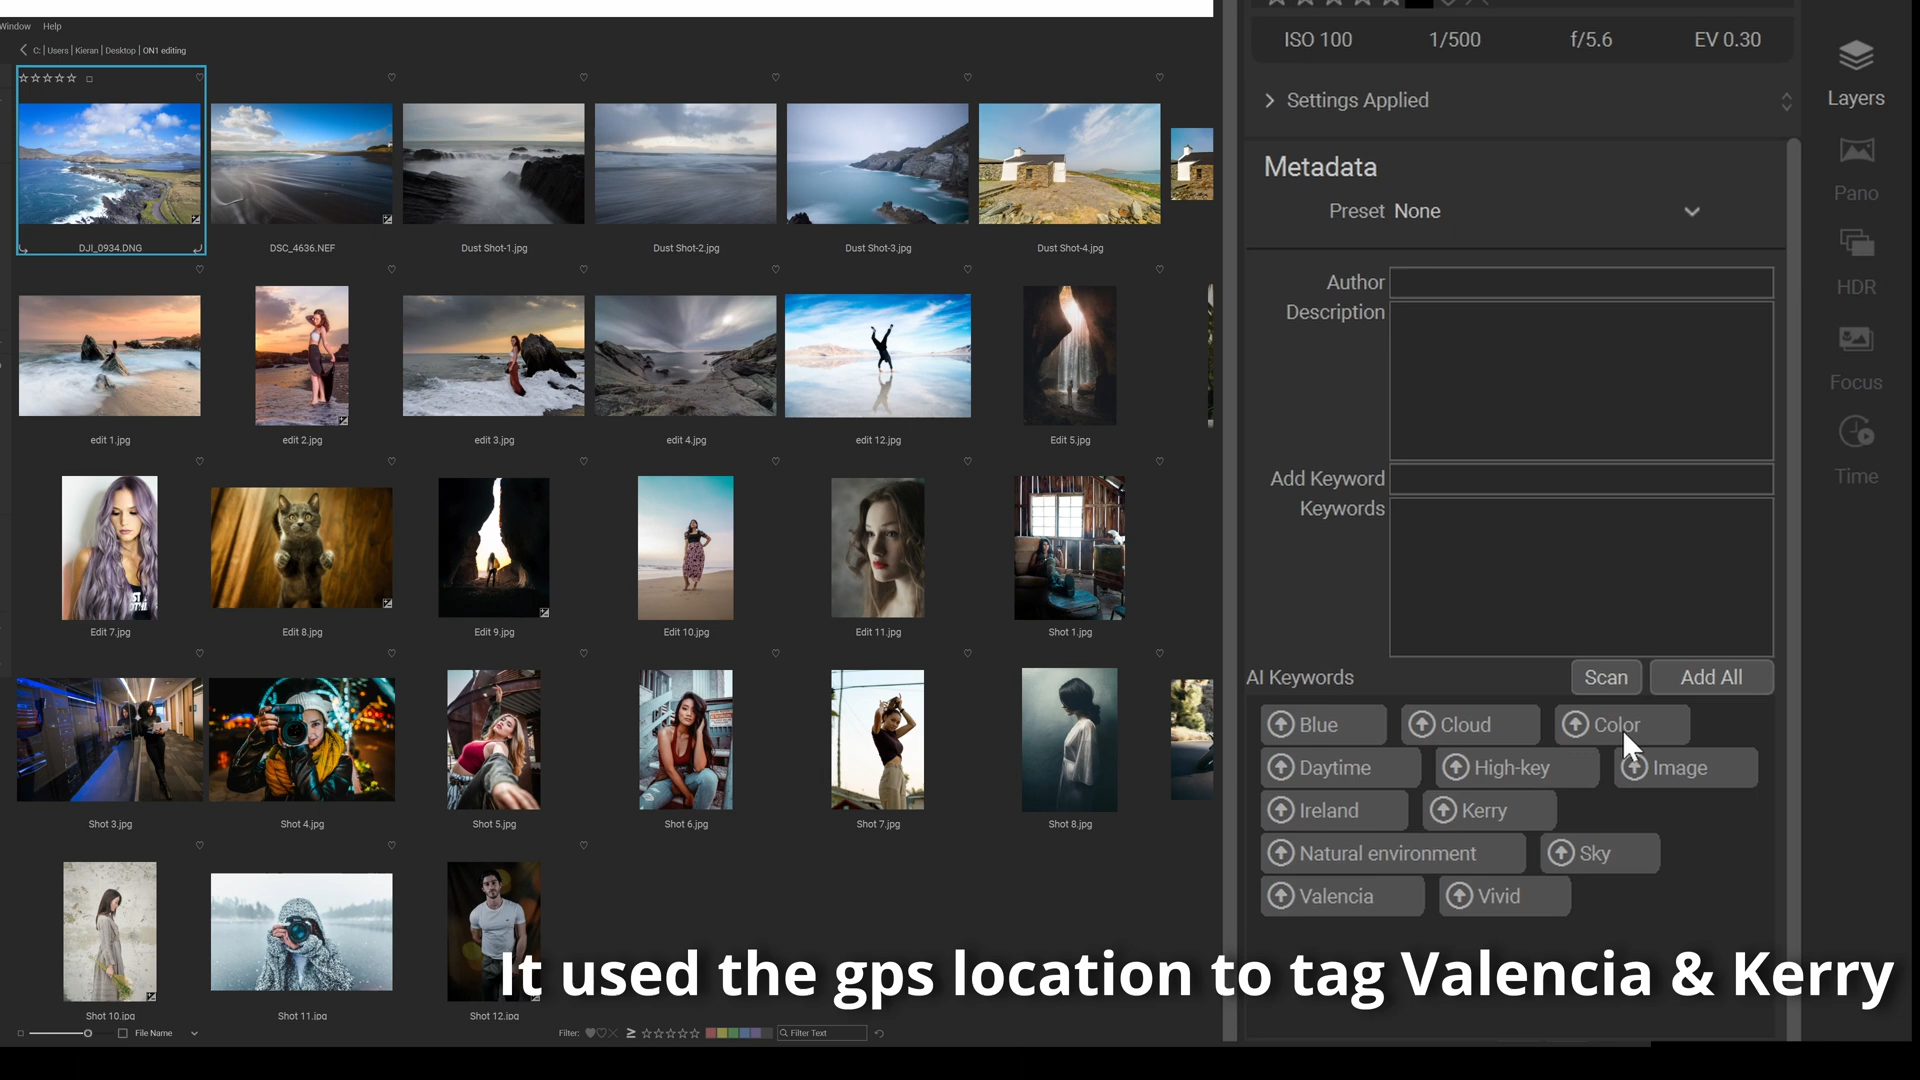 Window Help
C: | Users | Kieran | Desktop | ON1 editing
DJI_0934.DNG
DSC_4636.NEF
Dust Shot-1.jpg
Dust Shot-2.jpg
Dust Shot-3.jpg
Dust Shot-4.jpg
edit 1.jpg
edit 2.jpg
edit 3.jpg
edit 4.jpg
edit 12.jpg
Edit 5.jpg
Edit 7.jpg
Edit 8.jpg
Edit 9.jpg
Edit 10.jpg
Edit 11.jpg
Shot 1.jpg
Shot 3.jpg
Shot 4.jpg
Shot 5.jpg
Shot 6.jpg
Shot 7.jpg
Shot 8.jpg
Shot 10.jpg
Shot 11.jpg
Shot 12.jpg
File Name
Filter:
Filter Text
ISO 100 1/500 f/5.6 EV 0.30
Settings Applied
Metadata
Preset None
Author
Description
Add Keyword
Keywords
AI Keywords Scan Add All
Blue Cloud Color
Daytime High-key Image
Ireland Kerry
Natural environment Sky
Valencia Vivid
Layers
Pano
HDR
Focus
Time
It used the gps location to tag Valencia & Kerry